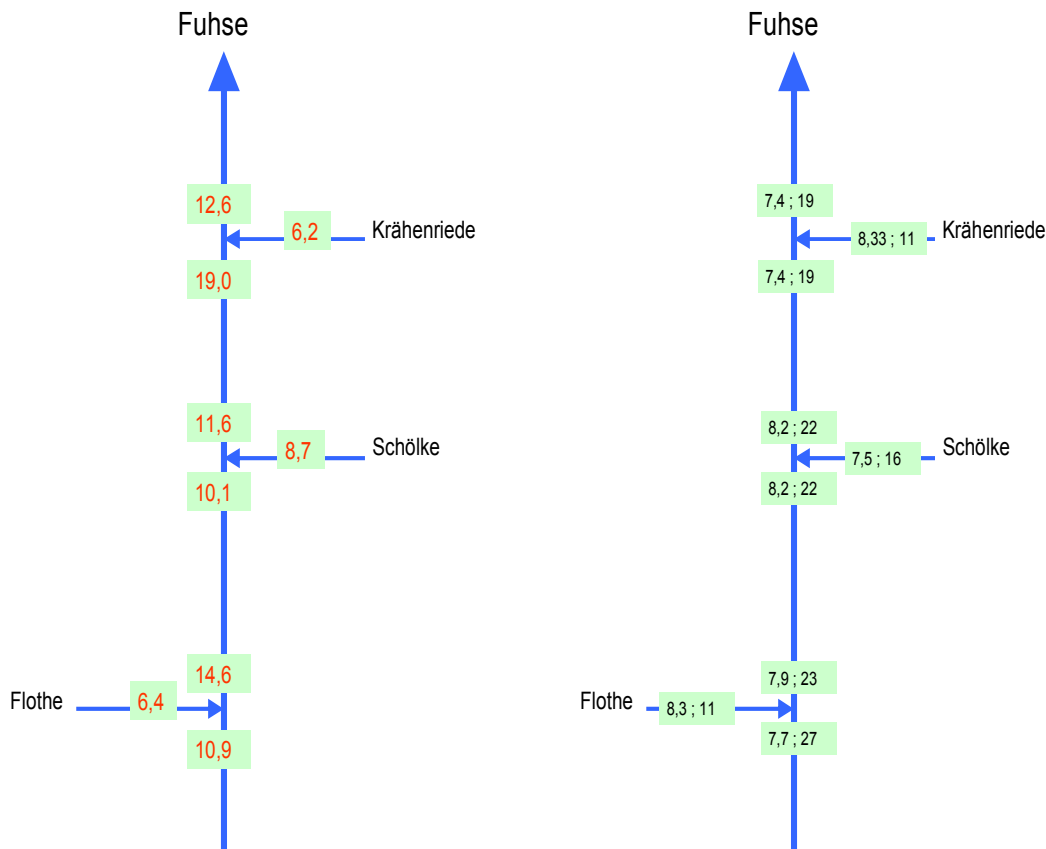 Fuhse
12,6
6,2
Krähenriede
19,0
11,6
8,7
Schölke
10,1
14,6
Flothe
6,4
10,9
Fuhse
7,4 ; 19
8,33 ; 11
Krähenriede
7,4 ; 19
8,2 ; 22
7,5 ; 16
Schölke
8,2 ; 22
7,9 ; 23
Flothe
8,3 ; 11
7,7 ; 27